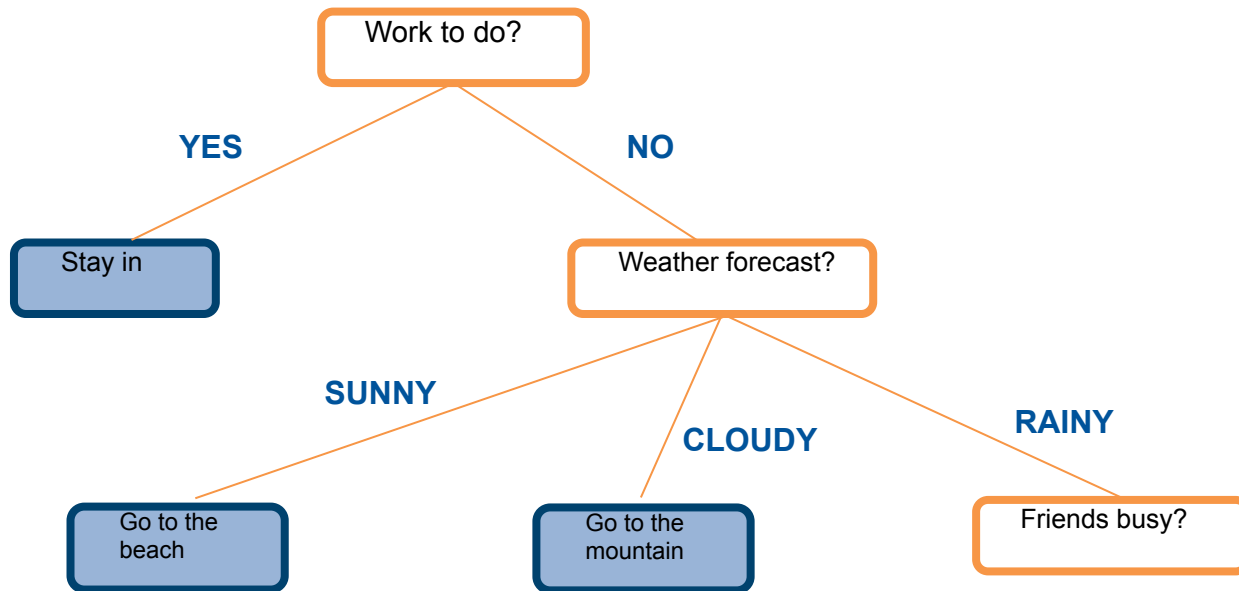 Work to do?
YES
NO
Stay in
Weather forecast?
SUNNY
CLOUDY
RAINY
Go to the
beach
Go to the
mountain
Friends busy?